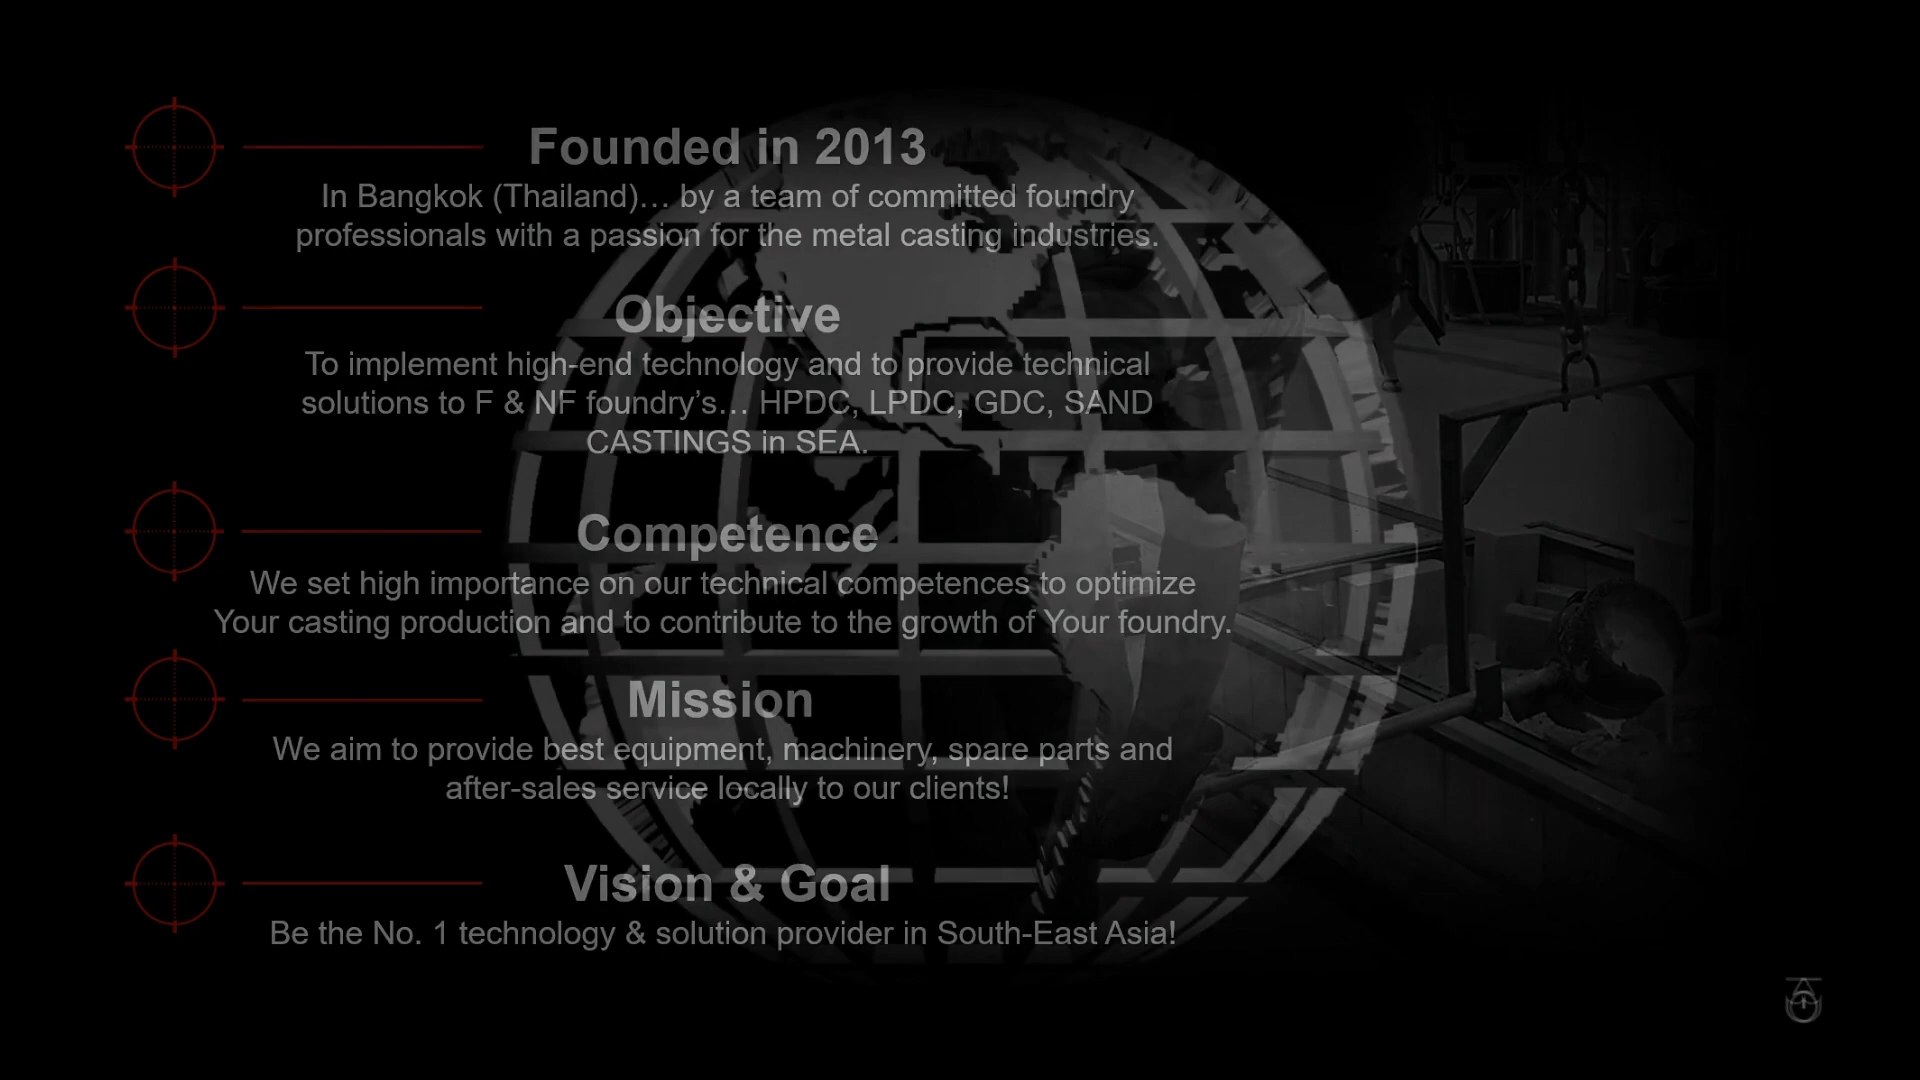 Founded in 2013
In Bangkok (Thailand)… by a team of committed foundry
professionals with a passion for the metal casting industries.
Objective
To implement high-end technology and to provide technical
solutions to F & NF foundry’s… HPDC, LPDC, GDC, SAND
CASTINGS in SEA.
Competence
We set high importance on our technical competences to optimize
Your casting production and to contribute to the growth of Your foundry.
Mission
We aim to provide best equipment, machinery, spare parts and
after-sales service locally to our clients!
Vision & Goal
Be the No. 1 technology & solution provider in South-East Asia!